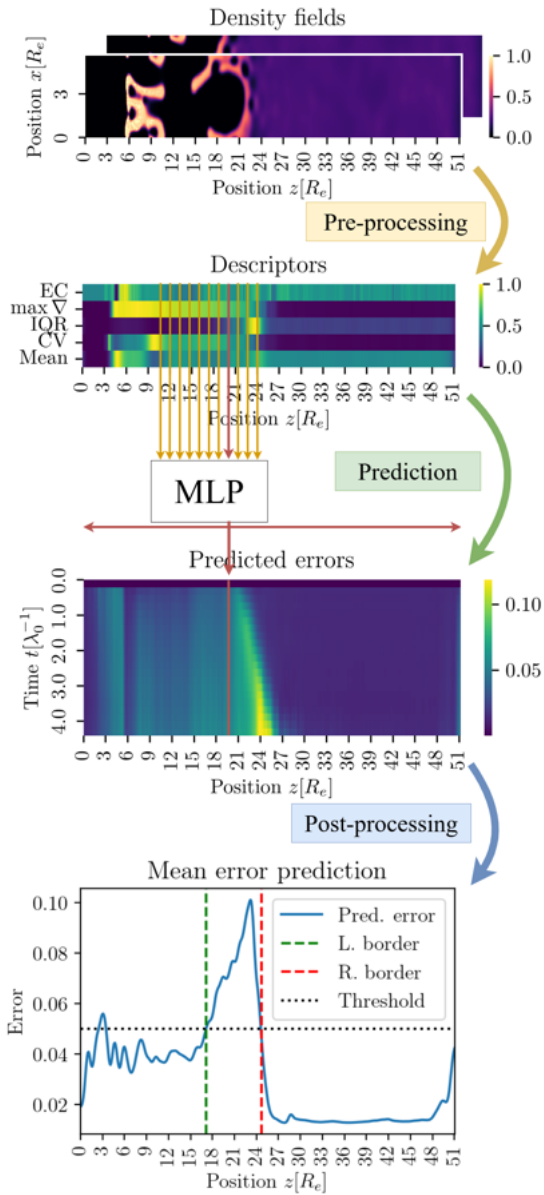 Density fields
Position x[R_e]
3
0
1.0
0.5
0.0
0 3 6 9 12 15 18 21 24 27 30 33 36 39 42 45 48 51
Position z[R_e]
Pre-processing
Descriptors
EC
max ∇
IQR
CV
Mean
1.0
0.5
0.0
0 3 6 9 12 15 18 21 24 27 30 33 36 39 42 45 48 51
Position z[R_e]
Prediction
MLP
Predicted errors
Time t[λ_0^{-1}]
0.0
1.0
2.0
3.0
4.0
0.10
0.05
0 3 6 9 12 15 18 21 24 27 30 33 36 39 42 45 48 51
Position z[R_e]
Post-processing
Mean error prediction
Error
0.10
0.08
0.06
0.04
0.02
Pred. error
L. border
R. border
Threshold
0 3 6 9 12 15 18 21 24 27 30 33 36 39 42 45 48 51
Position z[R_e]